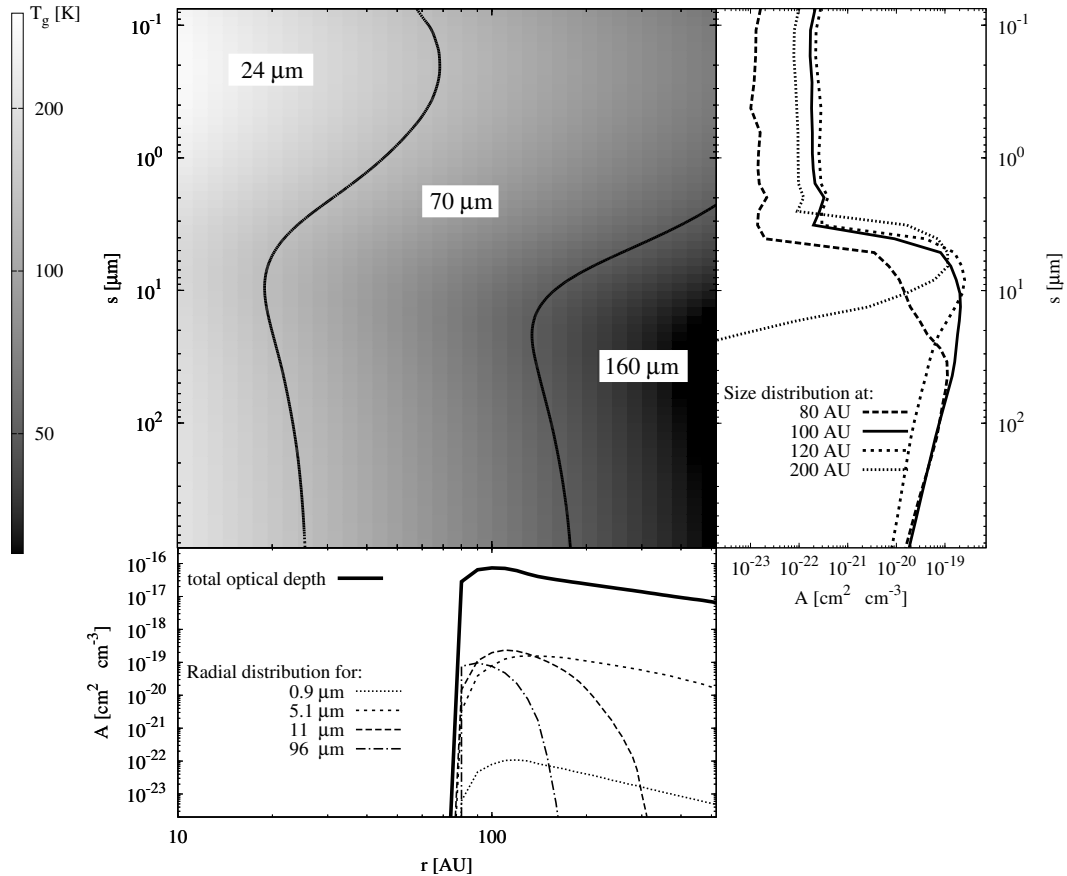 T_g [K]
200
100
50
10^-1
10^0
10^1
10^2
s [μm]
24 μm
70 μm
160 μm
10^-1
10^0
10^1
10^2
s [μm]
Size distribution at:
80 AU
100 AU
120 AU
200 AU
10^-23 10^-22 10^-21 10^-20 10^-19
A [cm^2 cm^-3]
10^-16
10^-17
10^-18
10^-19
10^-20
10^-21
10^-22
10^-23
A [cm^2 cm^-3]
total optical depth
Radial distribution for:
0.9 μm
5.1 μm
11 μm
96 μm
10 100
r [AU]